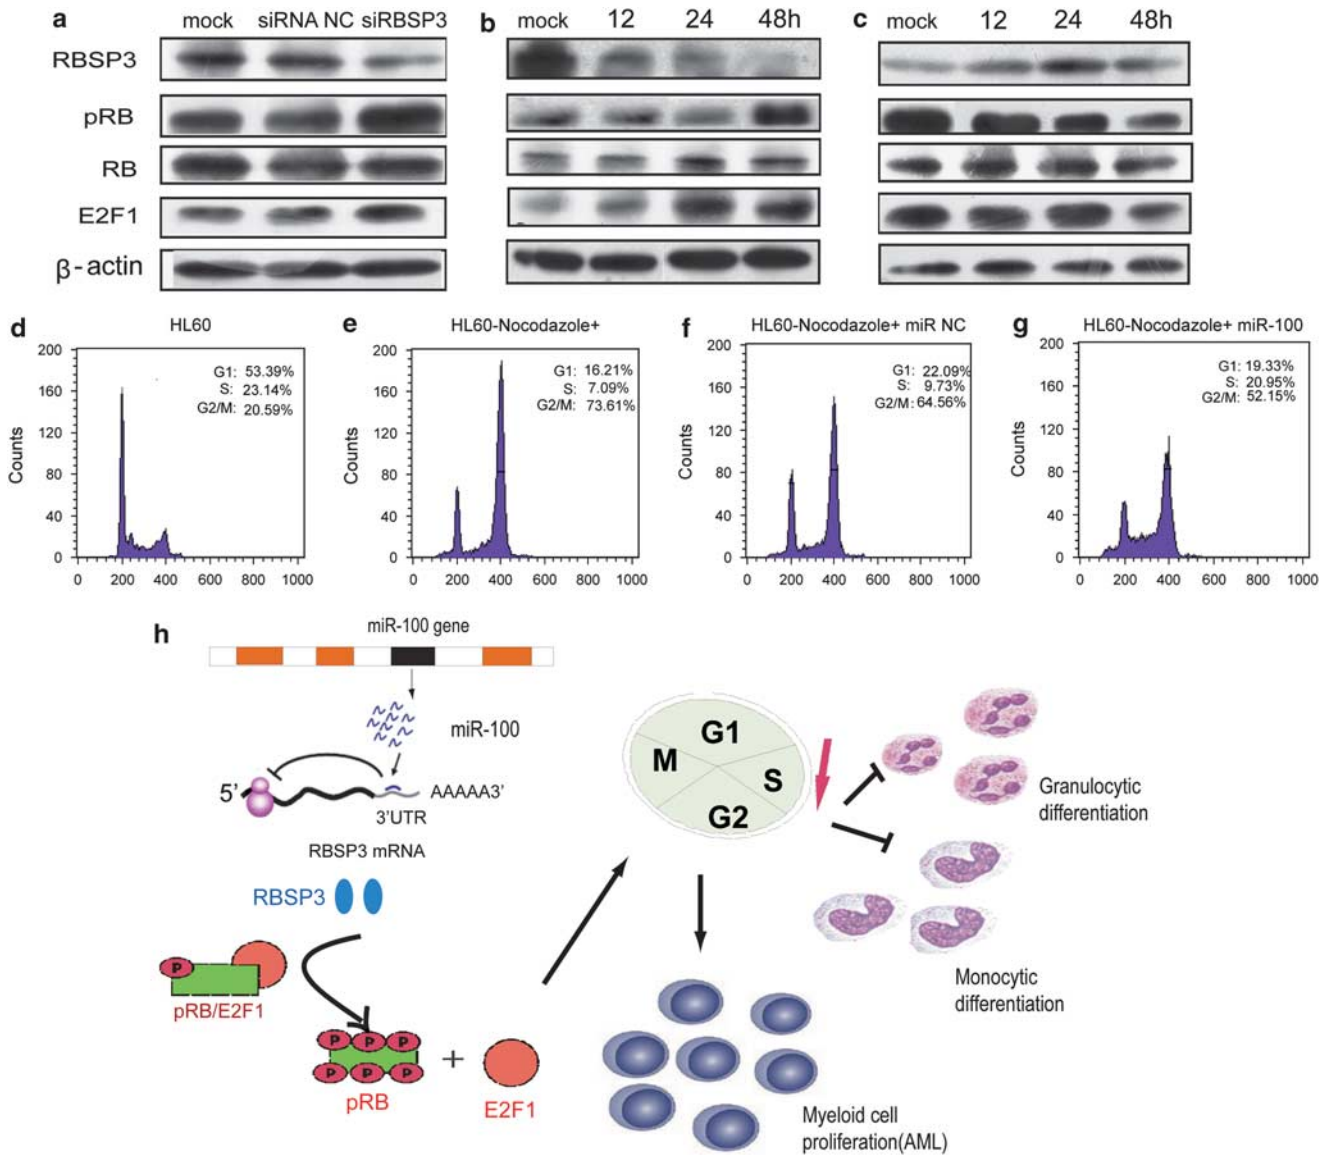 a mock siRNA NC siRBSP3
b mock 12 24 48h
c mock 12 24 48h
RBSP3
pRB
RB
E2F1
β-actin
d HL60
Counts
200
160
120
80
40
0
0 200 400 600 800 1000
G1: 53.39%
S: 23.14%
G2/M: 20.59%
e HL60-Nocodazole+
Counts
200
160
120
80
40
0
0 200 400 600 800 1000
G1: 16.21%
S: 7.09%
G2/M: 73.61%
f HL60-Nocodazole+ miR NC
Counts
200
160
120
80
40
0
0 200 400 600 800 1000
G1: 22.09%
S: 9.73%
G2/M: 64.56%
g HL60-Nocodazole+ miR-100
Counts
200
160
120
80
40
0
0 200 400 600 800 1000
G1: 19.33%
S: 20.95%
G2/M: 52.15%
h
miR-100 gene
miR-100
5' AAAAA3'
3'UTR
RBSP3 mRNA
RBSP3
P
pRB/E2F1
P P P
P P P
pRB
+
E2F1
G1
M
S
G2
Granulocytic
differentiation
Monocytic
differentiation
Myeloid cell
proliferation(AML)